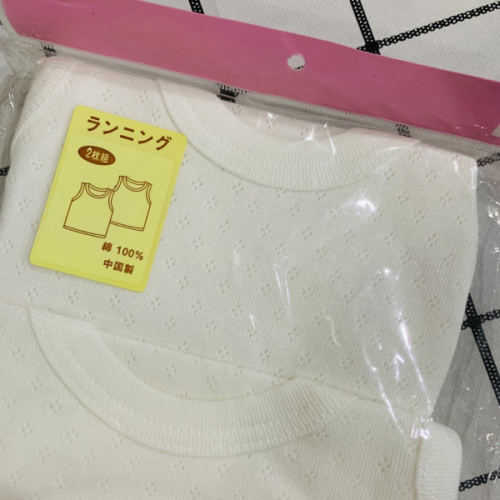 ランニング
2枚組
綿 100%
中国製